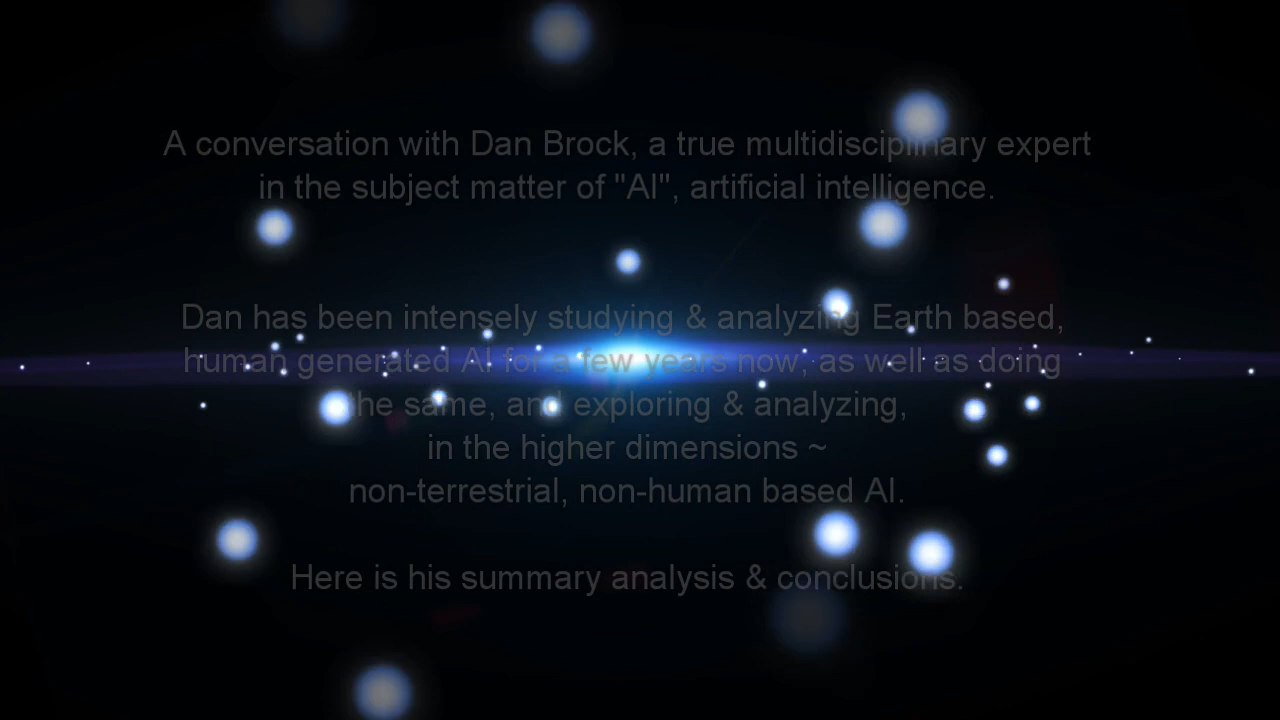 A conversation with Dan Brock, a true multidisciplinary expert
in the subject matter of "AI", artificial intelligence.
Dan has been intensely studying & analyzing Earth based,
human generated AI for a few years now, as well as doing
the same, and exploring & analyzing,
in the higher dimensions ~
non-terrestrial, non-human based AI.
Here is his summary analysis & conclusions.